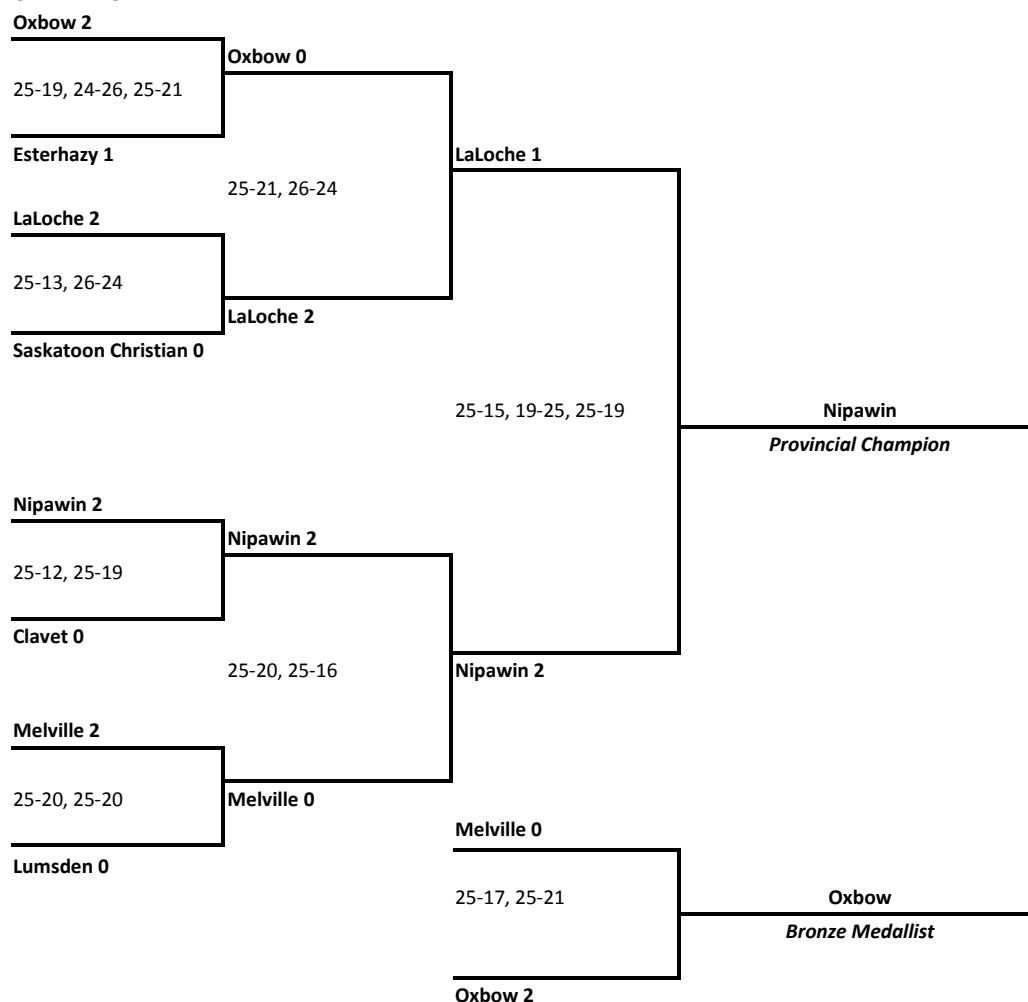 Oxbow 2
Oxbow 0
25-19, 24-26, 25-21
Esterhazy 1
LaLoche 1
25-21, 26-24
LaLoche 2
25-13, 26-24
LaLoche 2
Saskatoon Christian 0
25-15, 19-25, 25-19
Nipawin
Provincial Champion
Nipawin 2
Nipawin 2
25-12, 25-19
Clavet 0
25-20, 25-16
Nipawin 2
Melville 2
25-20, 25-20
Melville 0
Lumsden 0
Melville 0
25-17, 25-21
Oxbow
Bronze Medallist
Oxbow 2